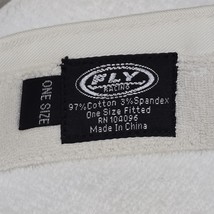 FLY
RACING
97% Cotton 3% Spandex
One Size Fitted
RN 104096
Made In China
ONE SIZE